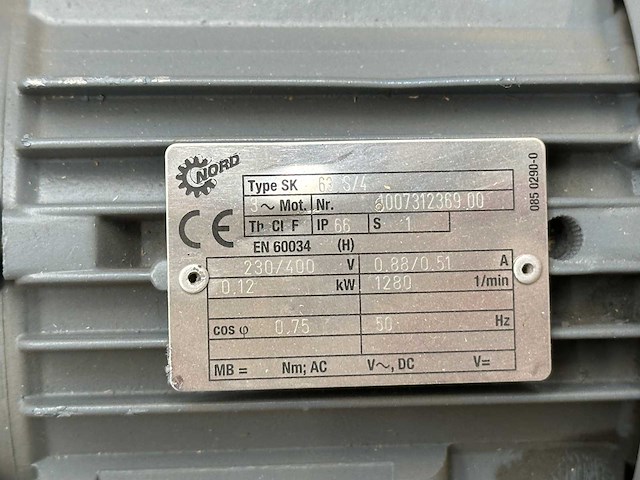 NORD
Type SK 63 S/4
3~ Mot. Nr. 007312369 00
Th. Cl. F IP 66 S 1
CE EN 60034 (H)
230/400 V 0.88/0.51 A
0.12 kW 1280 1/min
cos φ 0.75 50 Hz
MB = Nm; AC V~, DC V=
085 0290-0